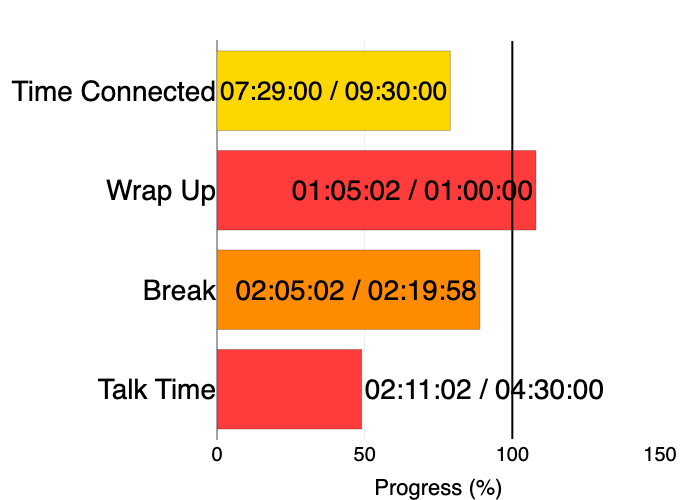 Time Connected 07:29:00 / 09:30:00
Wrap Up 01:05:02 / 01:00:00
Break 02:05:02 / 02:19:58
Talk Time 02:11:02 / 04:30:00
0 50 100 150
Progress (%)